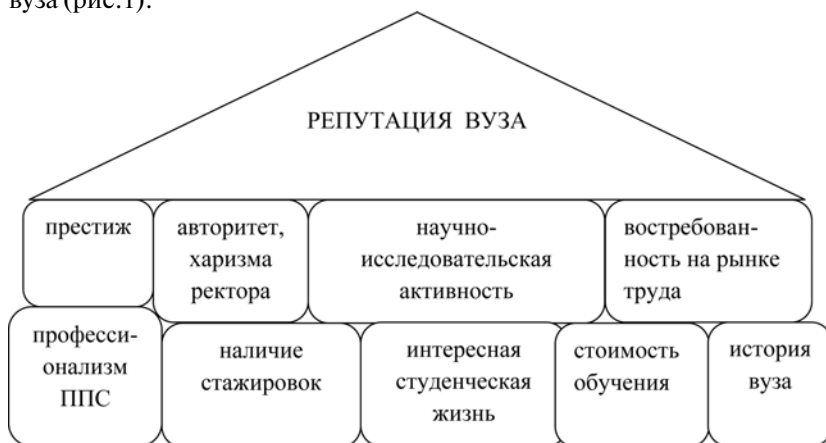 вуза (рис.1).
РЕПУТАЦИЯ ВУЗА
престиж
авторитет,
харизма
ректора
научно-
исследовательская
активность
востребован-
ность на рынке
труда
професси-
онализм
ППС
наличие
стажировок
интересная
студенческая
жизнь
стоимость
обучения
история
вуза